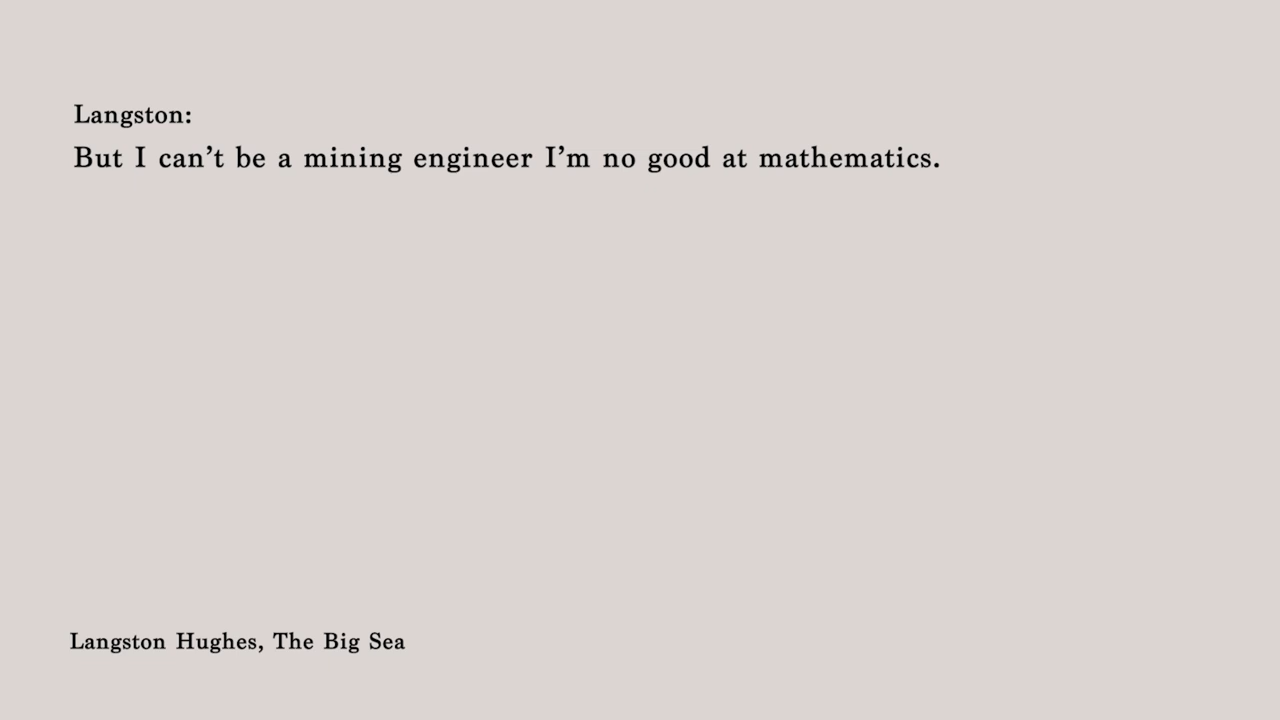 Langston:
But I can’t be a mining engineer I’m no good at mathematics.
Langston Hughes, The Big Sea